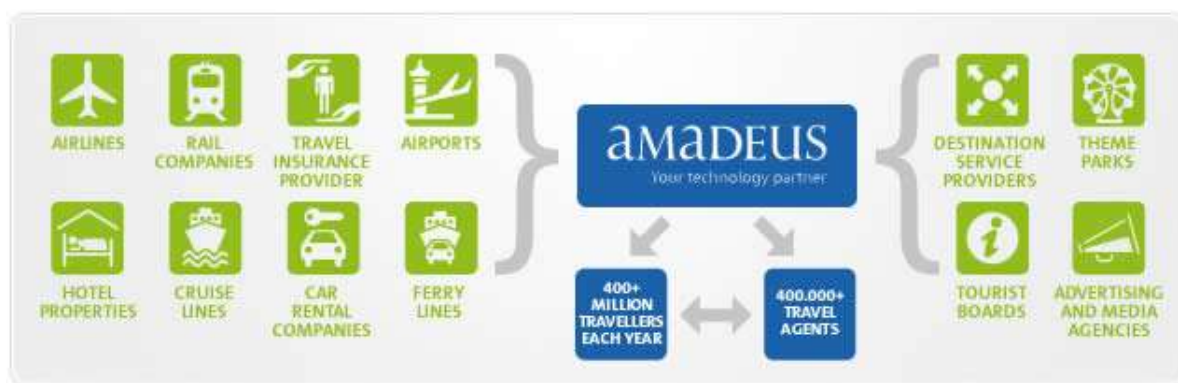 AIRLINES
RAIL
COMPANIES
TRAVEL
INSURANCE
PROVIDER
AIRPORTS
HOTEL
PROPERTIES
CRUISE
LINES
CAR
RENTAL
COMPANIES
FERRY
LINES
aMaDEUS
Your technology partner
400+
MILLION
TRAVELLERS
EACH YEAR
400.000+
TRAVEL
AGENTS
DESTINATION
SERVICE
PROVIDERS
THEME
PARKS
i
TOURIST
BOARDS
ADVERTISING
AND MEDIA
AGENCIES